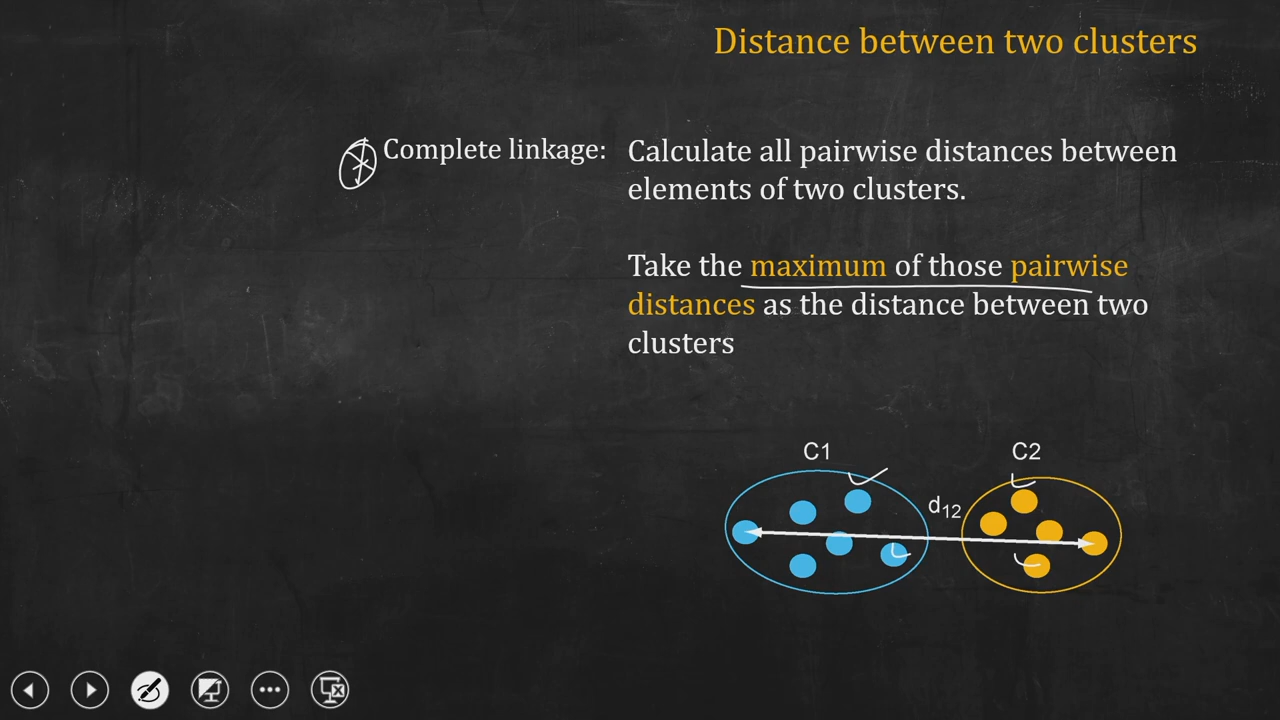 Distance between two clusters
Complete linkage:
Calculate all pairwise distances between
elements of two clusters.
Take the maximum of those pairwise
distances as the distance between two
clusters
C1
C2
d12